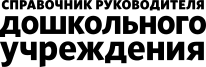 СПРАВОЧНИК РУКОВОДИТЕЛЯ
ДОШКОЛЬНОГО
УЧРЕЖДЕНИЯ